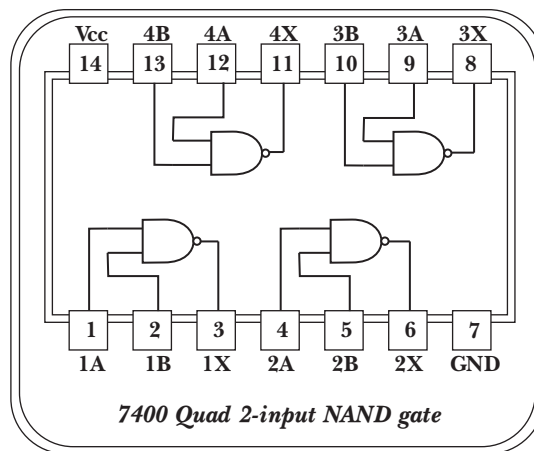 Vcc 4B 4A 4X 3B 3A 3X
14 13 12 11 10 9 8
1 2 3 4 5 6 7
1A 1B 1X 2A 2B 2X GND
7400 Quad 2-input NAND gate